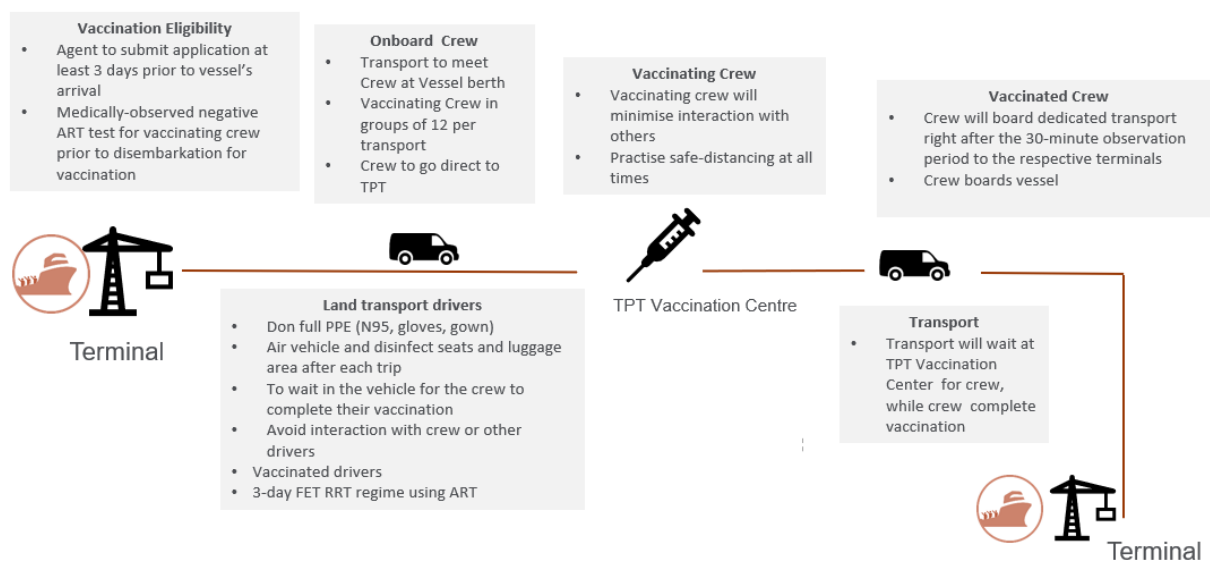 Vaccination Eligibility
• Agent to submit application at
least 3 days prior to vessel's
arrival
• Medically-observed negative
ART test for vaccinating crew
prior to disembarkation for
vaccination
Onboard Crew
• Transport to meet
Crew at Vessel berth
• Vaccinating Crew in
groups of 12 per
transport
• Crew to go direct to
TPT
Vaccinating Crew
• Vaccinating crew will
minimise interaction with
others
• Practise safe-distancing at all
times
Vaccinated Crew
• Crew will board dedicated transport
right after the 30-minute observation
period to the respective terminals
• Crew boards vessel
Terminal
Land transport drivers
• Don full PPE (N95, gloves, gown)
• Air vehicle and disinfect seats and luggage
area after each trip
• To wait in the vehicle for the crew to
complete their vaccination
• Avoid interaction with crew or other
drivers
• Vaccinated drivers
• 3-day FET RRT regime using ART
TPT Vaccination Centre
Transport
• Transport will wait at
TPT Vaccination
Center for crew,
while crew complete
vaccination
Terminal